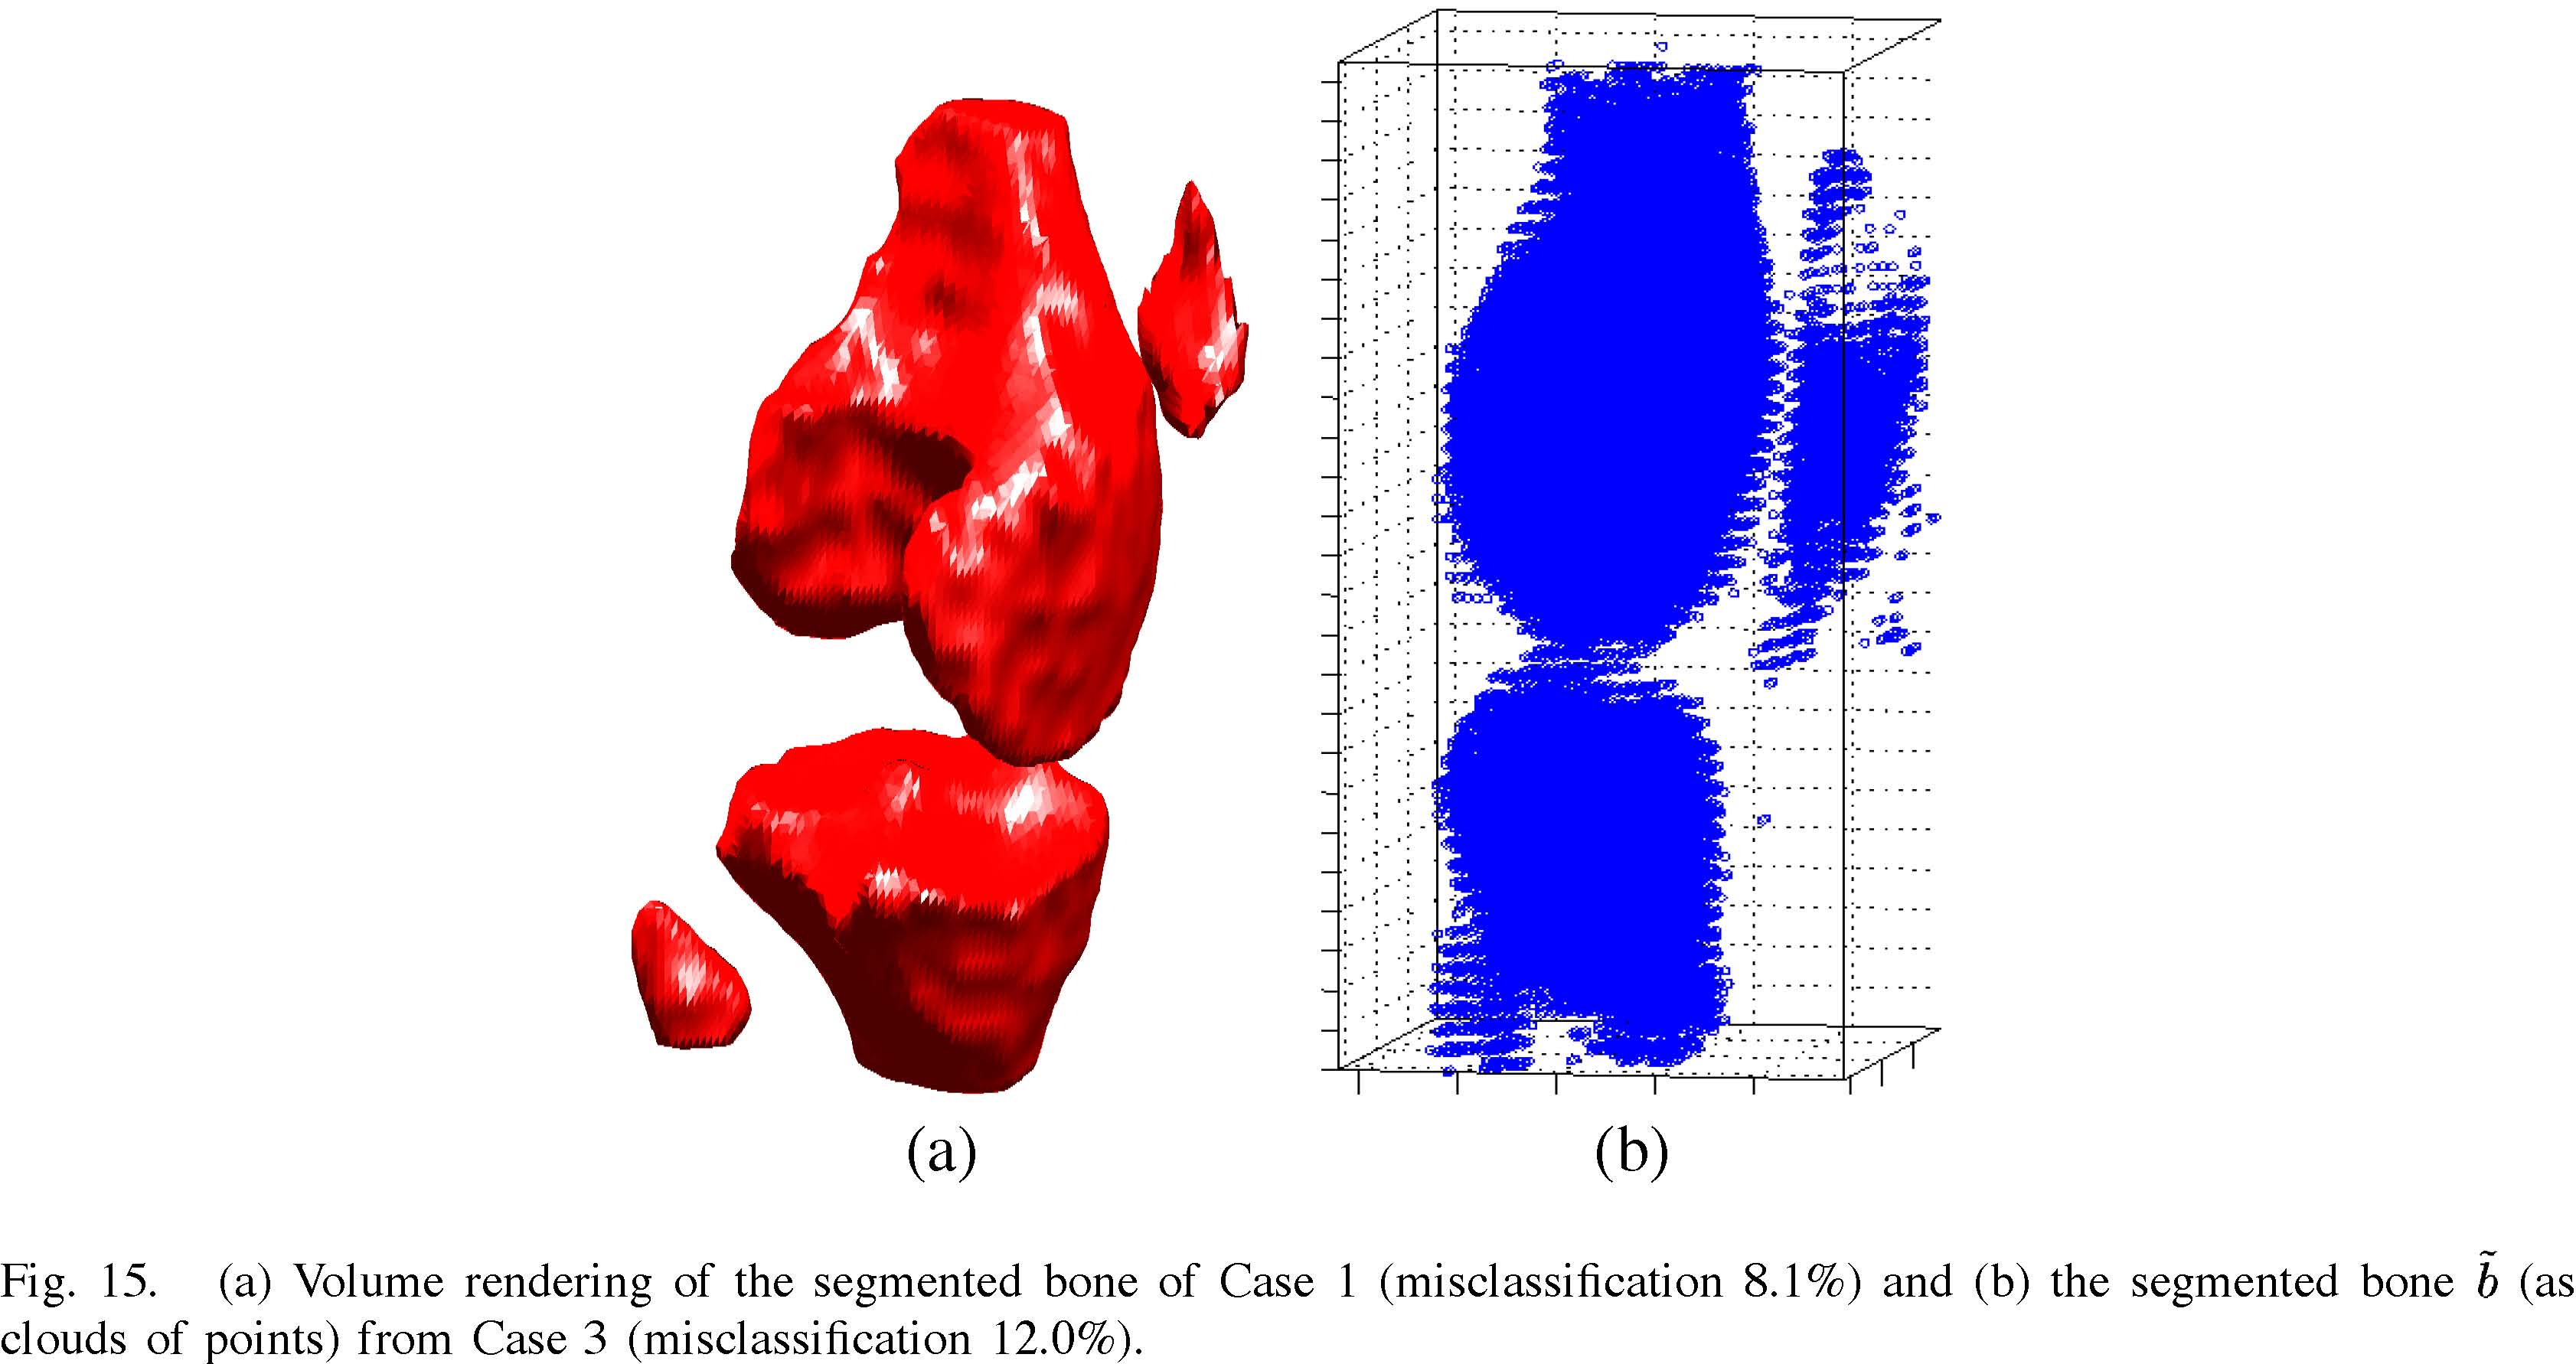 (a) (b)
Fig. 15. (a) Volume rendering of the segmented bone of Case 1 (misclassification 8.1%) and (b) the segmented bone b̃ (as
clouds of points) from Case 3 (misclassification 12.0%).